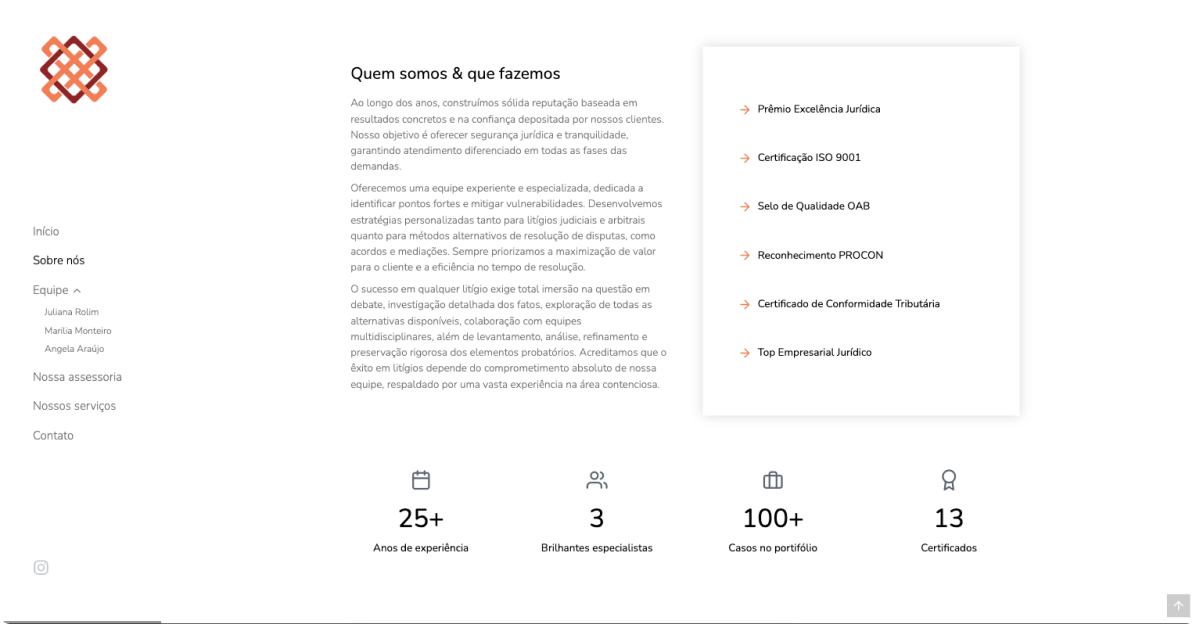 Início
Sobre nós
Equipe
Juliana Rolim
Marília Monteiro
Angela Araújo
Nossa assessoria
Nossos serviços
Contato
Quem somos & que fazemos
Ao longo dos anos, construímos sólida reputação baseada em
resultados concretos e na confiança depositada por nossos clientes.
Nosso objetivo é oferecer segurança jurídica e tranquilidade,
garantindo atendimento diferenciado em todas as fases das
demandas.
Oferecemos uma equipe experiente e especializada, dedicada a
identificar pontos fortes e mitigar vulnerabilidades. Desenvolvemos
estratégias personalizadas tanto para litígios judiciais e arbitrais
quanto para métodos alternativos de resolução de disputas, como
acordos e mediações. Sempre priorizamos a maximização de valor
para o cliente e a eficiência no tempo de resolução.
O sucesso em qualquer litígio exige total imersão na questão em
debate, investigação detalhada dos fatos, exploração de todas as
alternativas disponíveis, colaboração com equipes
multidisciplinares, além de levantamento, análise, refinamento e
preservação rigorosa dos elementos probatórios. Acreditamos que o
êxito em litígios depende do comprometimento absoluto de nossa
equipe, respaldado por uma vasta experiência na área contenciosa.
Prêmio Excelência Jurídica
Certificação ISO 9001
Selo de Qualidade OAB
Reconhecimento PROCON
Certificado de Conformidade Tributária
Top Empresarial Jurídico
25+
Anos de experiência
3
Brilhantes especialistas
100+
Casos no portifólio
13
Certificados